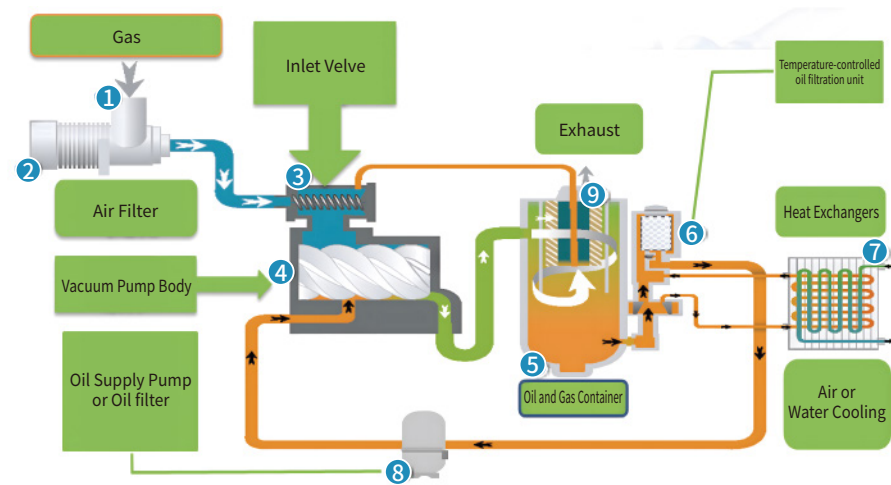 Gas
Inlet Velve
Temperature-controlled
oil filtration unit
1
Exhaust
2
3
9
Air Filter
6
Heat Exchangers
7
4
Vacuum Pump Body
Oil Supply Pump
or Oil filter
5
Oil and Gas Container
Air or
Water Cooling
8